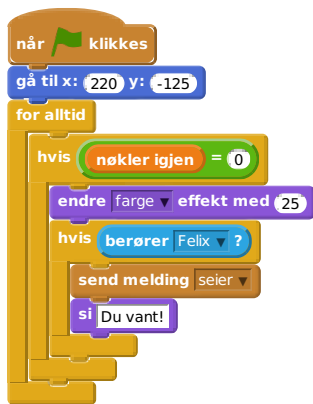 når klikkes
gå til x: 220 y: -125
for alltid
hvis nøkler igjen = 0
endre farge effekt med 25
hvis berører Felix ?
send melding seier
si Du vant!